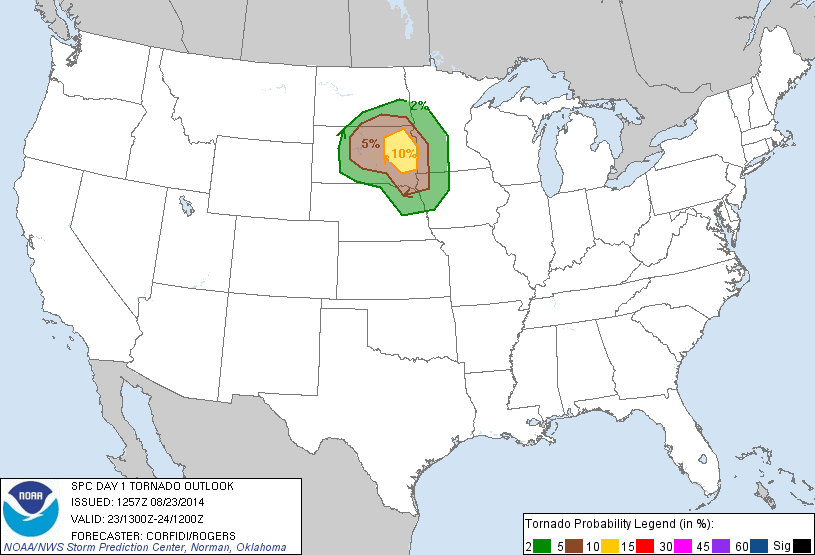 2%
5%
10%
SPC DAY 1 TORNADO OUTLOOK
ISSUED: 1257Z 08/23/2014
VALID: 23/1300Z-24/1200Z
FORECASTER: CORFIDI/ROGERS
NOAA/NWS Storm Prediction Center, Norman, Oklahoma
NOAA
Tornado Probability Legend (in %):
2 5 10 15 30 45 60 Sig